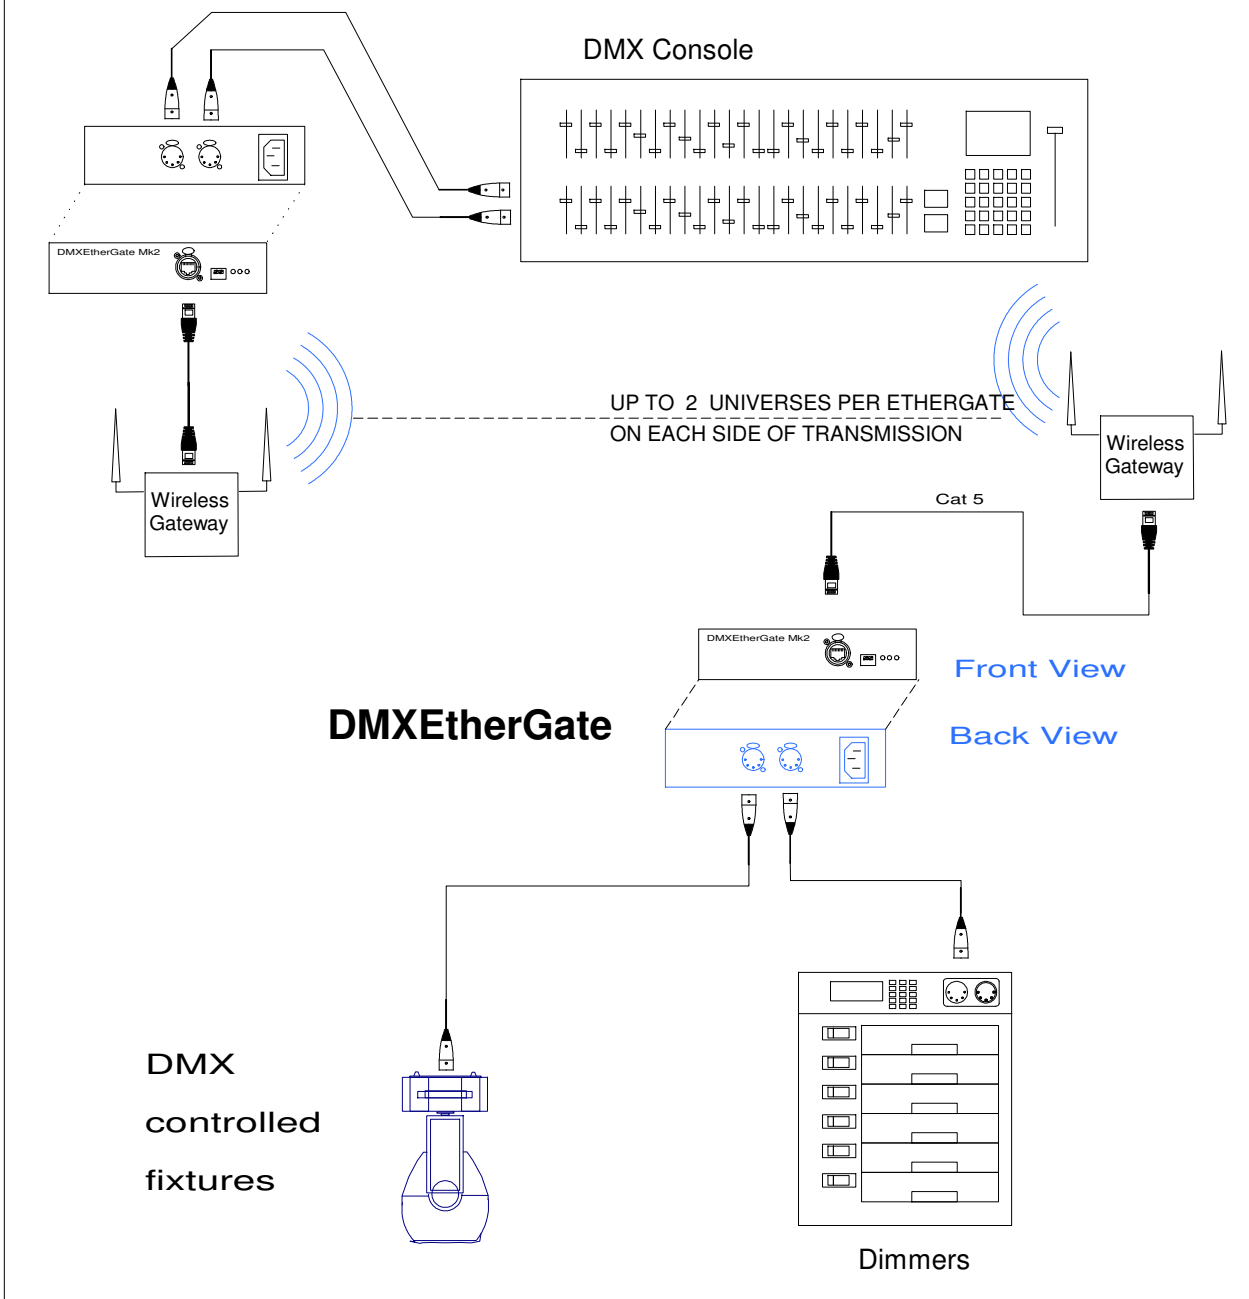 DMX Console
DMXEtherGate Mk2
UP TO 2 UNIVERSES PER ETHERGATE
ON EACH SIDE OF TRANSMISSION
Wireless
Gateway
Wireless
Gateway
Cat 5
DMXEtherGate Mk2
Front View
DMXEtherGate
Back View
DMX
controlled
fixtures
Dimmers